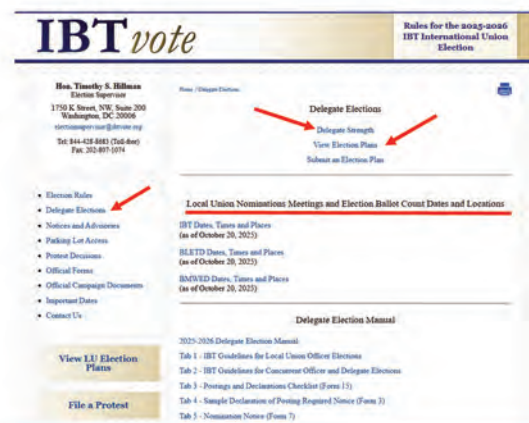 IBTvote
Rules for the 2025-2026
IBT International Union
Election
Hon. Timothy S. Hillman
Election Supervisor
1750 K Street, NW, Suite 200
Washington, DC 20006
electionsupervisor@ibtvote.org
Tel: 844-428-8683 (Toll-free)
Fax: 202-807-1074
Home / Delegate Elections
Delegate Elections
Delegate Strength
View Election Plans
Submit an Election Plan
• Election Rules
• Delegate Elections
• Notices and Advisories
• Parking Lot Access
• Protest Decisions
• Official Forms
• Official Campaign Documents
• Important Dates
• Contact Us
View LU Election
Plans
File a Protest
Local Union Nominations Meetings and Election Ballot Count Dates and Locations
IBT Dates, Times and Places
(as of October 20, 2025)
BLETD Dates, Times and Places
(as of October 20, 2025)
BMWED Dates, Times and Places
(as of October 20, 2025)
Delegate Election Manual
2025-2026 Delegate Election Manual
Tab 1 - IBT Guidelines for Local Union Officer Elections
Tab 2 - IBT Guidelines for Concurrent Officer and Delegate Elections
Tab 3 - Postings and Declarations Checklist (Form 15)
Tab 4 - Sample Declaration of Posting Required Notice (Form 3)
Tab 5 - Nomination Notice (Form 7)